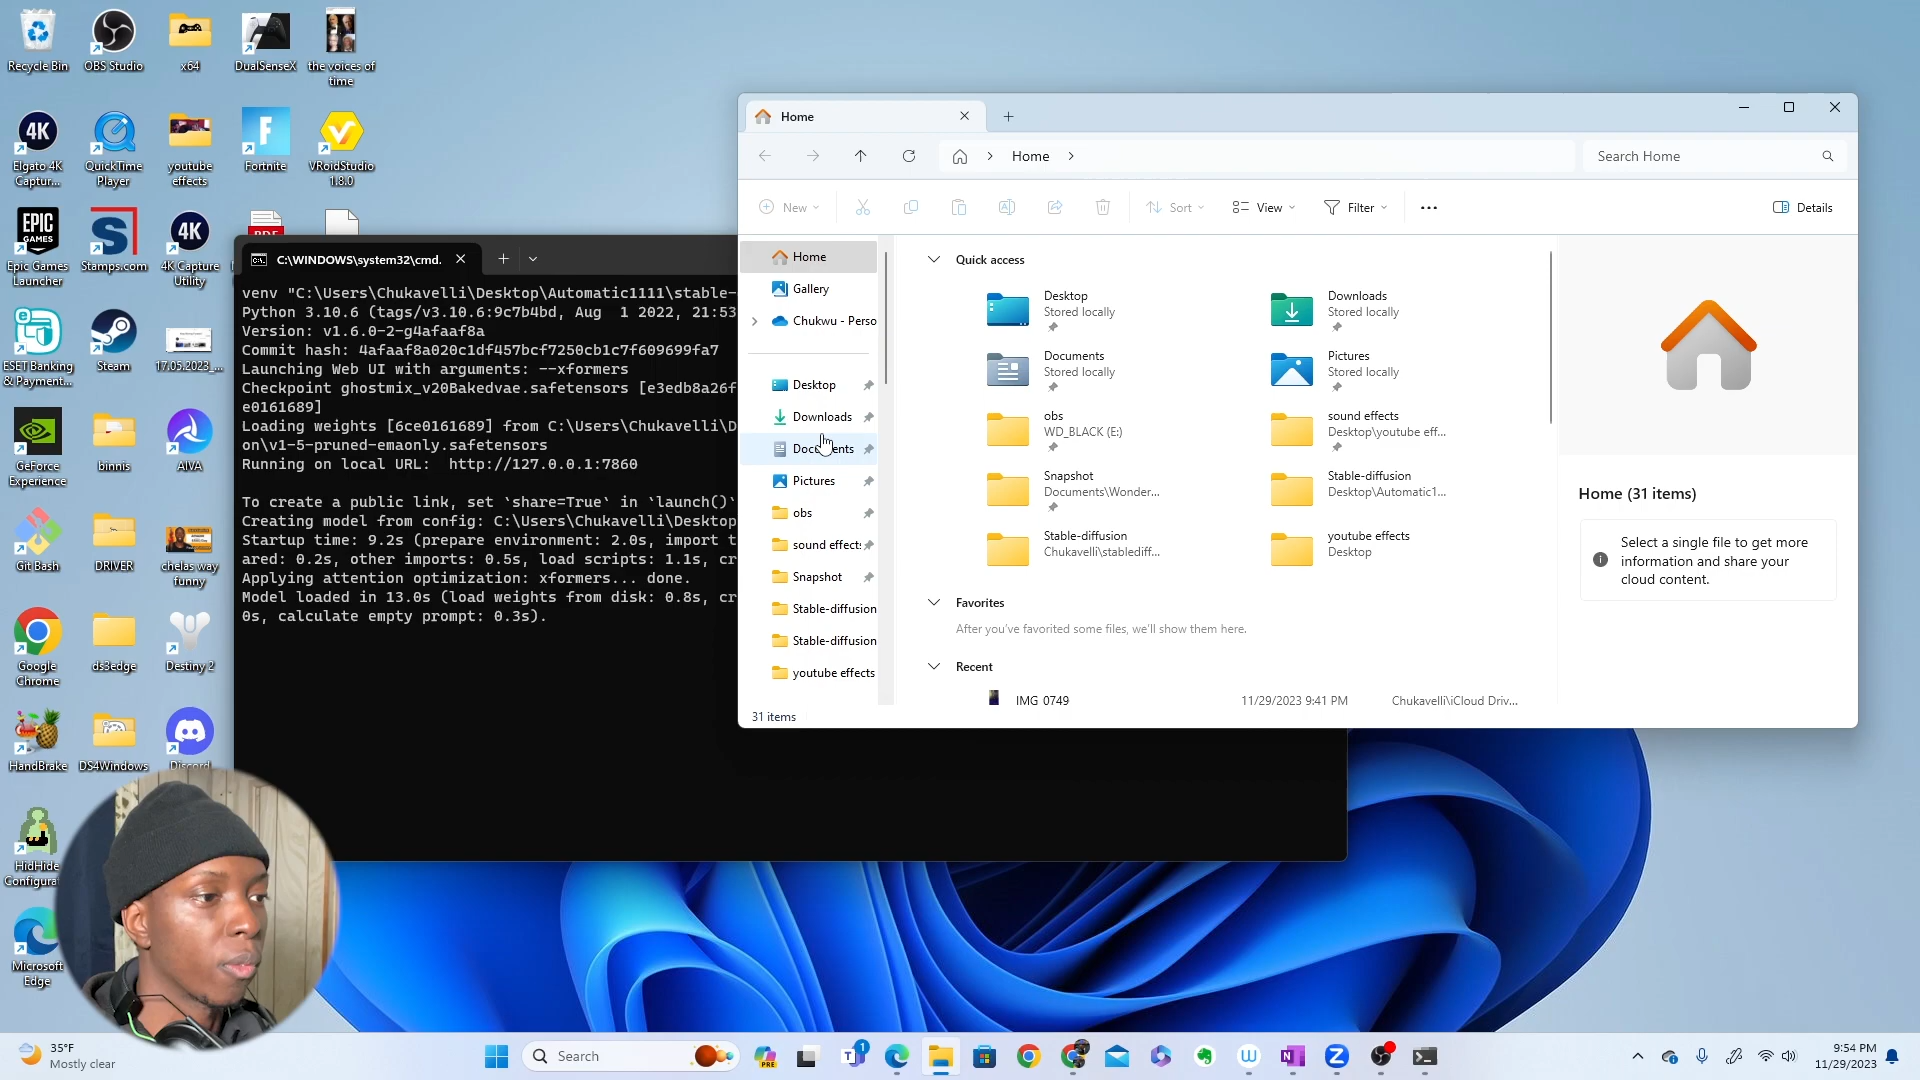 Recycle Bin
OBS Studio
x64
DualSenseX
the voices of
time
Elgato 4K
Captur...
QuickTime
Player
youtube
effects
Fortnite
VRoidStudio
1.8.0
Epic Games
Launcher
Stamps.com
4K Capture
Utility
ESET Banking
& Payment...
Steam
17.05.2023_...
GeForce
Experience
binnis
AIVA
Git Bash
DRIVER
chelas way
funny
Google
Chrome
ds3edge
Destiny 2
HandBrake
DS4Windows
Discord
HidHide
Microsoft
Edge
C:\WINDOWS\system32\cmd.
venv "C:\Users\Chukavelli\Desktop\Automatic1111\stable-
Python 3.10.6 (tags/v3.10.6:9c7b4bd, Aug  1 2022, 21:53
Version: v1.6.0-2-g4afaaf8a
Commit hash: 4afaaf8a020c1df457bcf7250cb1c7f609699fa7
Launching Web UI with arguments: --xformers
Checkpoint ghostmix_v20Bakedvae.safetensors [e3edb8a26f
e0161689]
Loading weights [6ce0161689] from C:\Users\Chukavelli\D
on\v1-5-pruned-emaonly.safetensors
Running on local URL:  http://127.0.0.1:7860
To create a public link, set `share=True` in `launch()`
Creating model from config: C:\Users\Chukavelli\Desktop
Startup time: 9.2s (prepare environment: 2.0s, import t
ared: 0.2s, other imports: 0.5s, load scripts: 1.1s, cr
Applying attention optimization: xformers... done.
Model loaded in 13.0s (load weights from disk: 0.8s, cr
0s, calculate empty prompt: 0.3s).
Home
Home
Search Home
New
Sort
View
Filter
Details
Home
Gallery
Chukwu - Perso
Desktop
Downloads
Documents
Pictures
obs
sound effects
Snapshot
Stable-diffusion
Stable-diffusion
youtube effects
31 items
Quick access
Desktop
Stored locally
Downloads
Stored locally
Documents
Stored locally
Pictures
Stored locally
obs
WD_BLACK (E:)
sound effects
Desktop\youtube eff...
Snapshot
Documents\Wonder...
Stable-diffusion
Desktop\Automatic1...
Stable-diffusion
Chukavelli\stablediff...
youtube effects
Desktop
Favorites
After you've favorited some files, we'll show them here.
Recent
IMG 0749
11/29/2023 9:41 PM
Chukavelli\iCloud Driv...
Home (31 items)
Select a single file to get more
information and share your
cloud content.
35°F
Mostly clear
Search
9:54 PM
11/29/2023